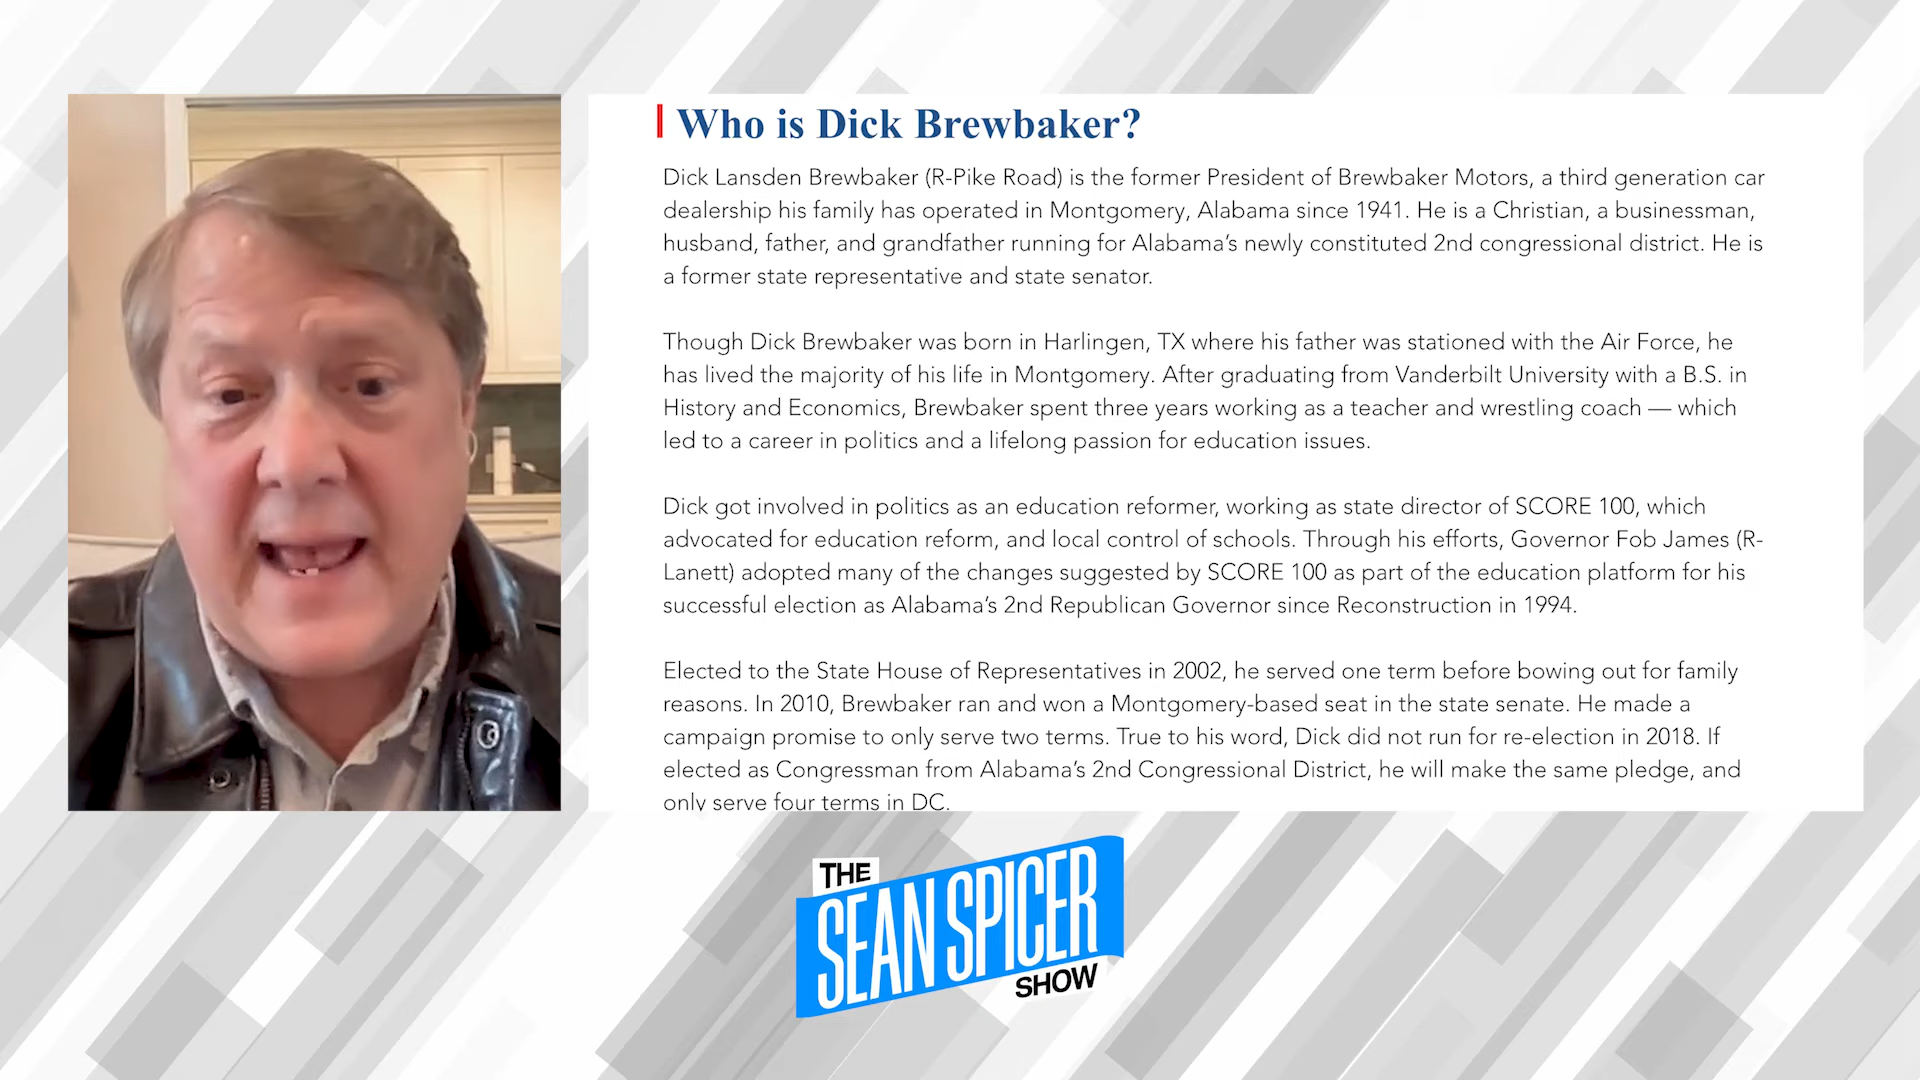 Who is Dick Brewbaker?
Dick Lansden Brewbaker (R-Pike Road) is the former President of Brewbaker Motors, a third generation car
dealership his family has operated in Montgomery, Alabama since 1941. He is a Christian, a businessman,
husband, father, and grandfather running for Alabama's newly constituted 2nd congressional district. He is
a former state representative and state senator.
Though Dick Brewbaker was born in Harlingen, TX where his father was stationed with the Air Force, he
has lived the majority of his life in Montgomery. After graduating from Vanderbilt University with a B.S. in
History and Economics, Brewbaker spent three years working as a teacher and wrestling coach — which
led to a career in politics and a lifelong passion for education issues.
Dick got involved in politics as an education reformer, working as state director of SCORE 100, which
advocated for education reform, and local control of schools. Through his efforts, Governor Fob James (R-
Lanett) adopted many of the changes suggested by SCORE 100 as part of the education platform for his
successful election as Alabama's 2nd Republican Governor since Reconstruction in 1994.
Elected to the State House of Representatives in 2002, he served one term before bowing out for family
reasons. In 2010, Brewbaker ran and won a Montgomery-based seat in the state senate. He made a
campaign promise to only serve two terms. True to his word, Dick did not run for re-election in 2018. If
elected as Congressman from Alabama's 2nd Congressional District, he will make the same pledge, and
only serve four terms in DC.
THE
SEAN SPICER
SHOW